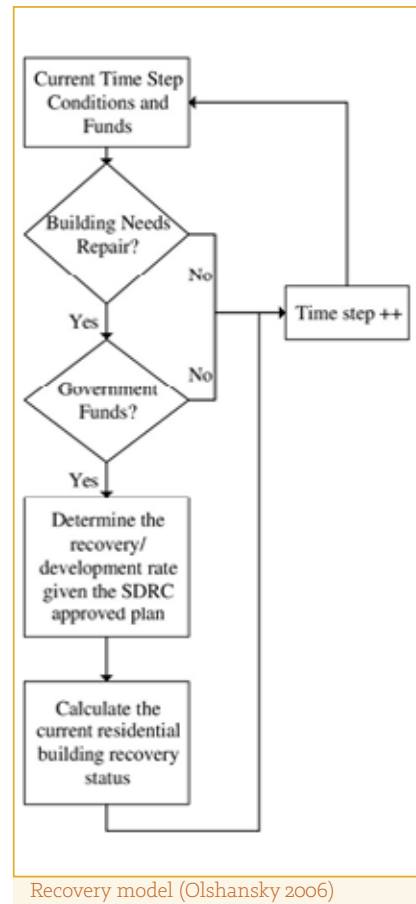 Current Time Step
Conditions and
Funds
Building Needs
Repair?
No
Yes
Time step ++
Government
Funds?
No
Yes
Determine the
recovery/
development rate
given the SDRC
approved plan
Calculate the
current residential
building recovery
status
Recovery model (Olshansky 2006)